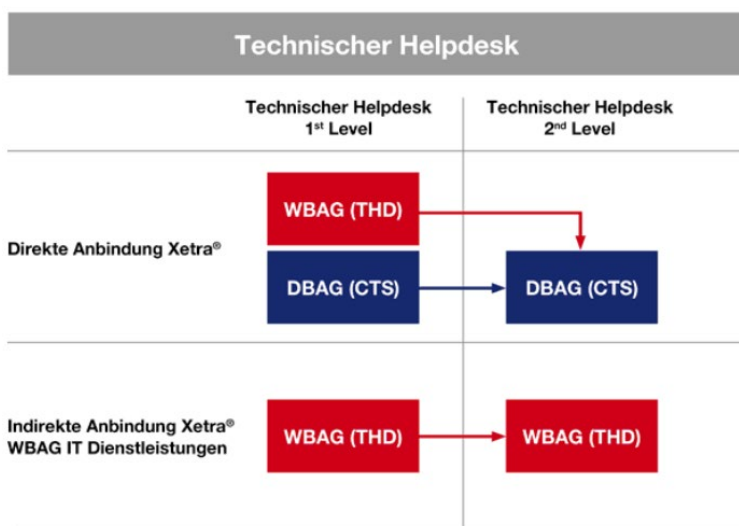 Technischer Helpdesk
Technischer Helpdesk
1st Level
Technischer Helpdesk
2nd Level
Direkte Anbindung Xetra®
WBAG (THD)
DBAG (CTS)
DBAG (CTS)
Indirekte Anbindung Xetra®
WBAG IT Dienstleistungen
WBAG (THD)
WBAG (THD)